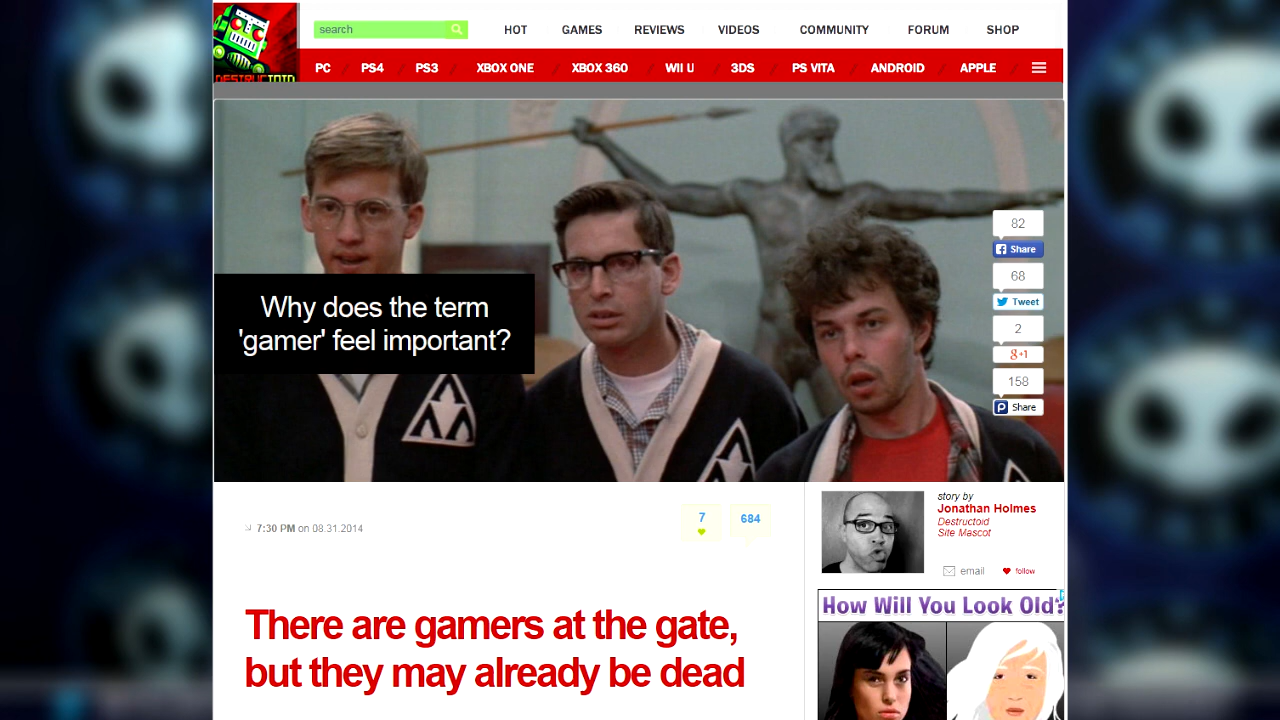 search
HOT
GAMES
REVIEWS
VIDEOS
COMMUNITY
FORUM
SHOP
DESTRUCTOID
PC / PS4 / PS3 / XBOX ONE / XBOX 360 / WII U / 3DS / PS VITA / ANDROID / APPLE /
82
Share
68
Tweet
2
g+1
158
P Share
Why does the term
'gamer' feel important?
7:30 PM on 08.31.2014
7
684
story by
Jonathan Holmes
Destructoid
Site Mascot
email
follow
There are gamers at the gate,
but they may already be dead
How Will You Look Old?